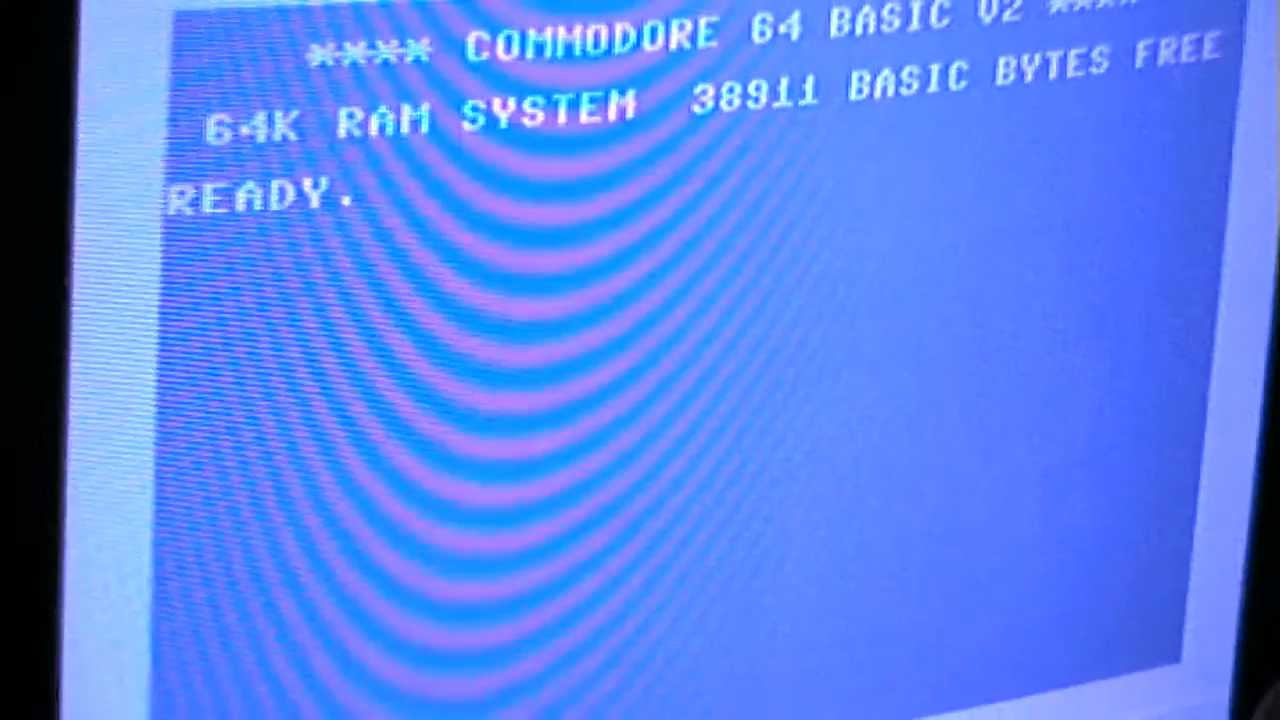 **** COMMODORE 64 BASIC V2 ****
64K RAM SYSTEM 38911 BASIC BYTES FREE
READY.